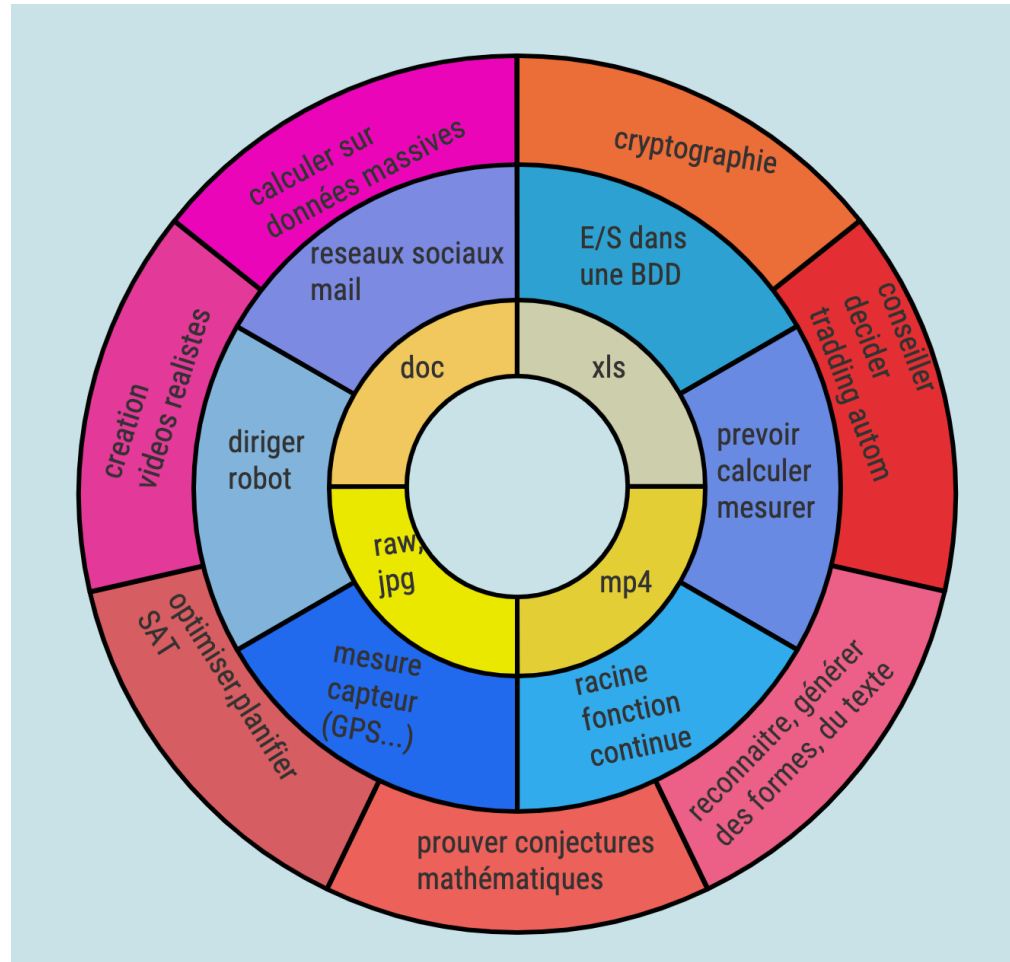 calculer sur
données massives
cryptographie
conseiller
decider
tradding autom
reconnaitre, générer
des formes, du texte
prouver conjectures
mathématiques
optimiser,planifier
SAT
creation
videos realistes
reseaux sociaux
mail
E/S dans
une BDD
prevoir
calculer
mesurer
racine
fonction
continue
mesure
capteur
(GPS...)
diriger
robot
doc
xls
mp4
raw,
jpg